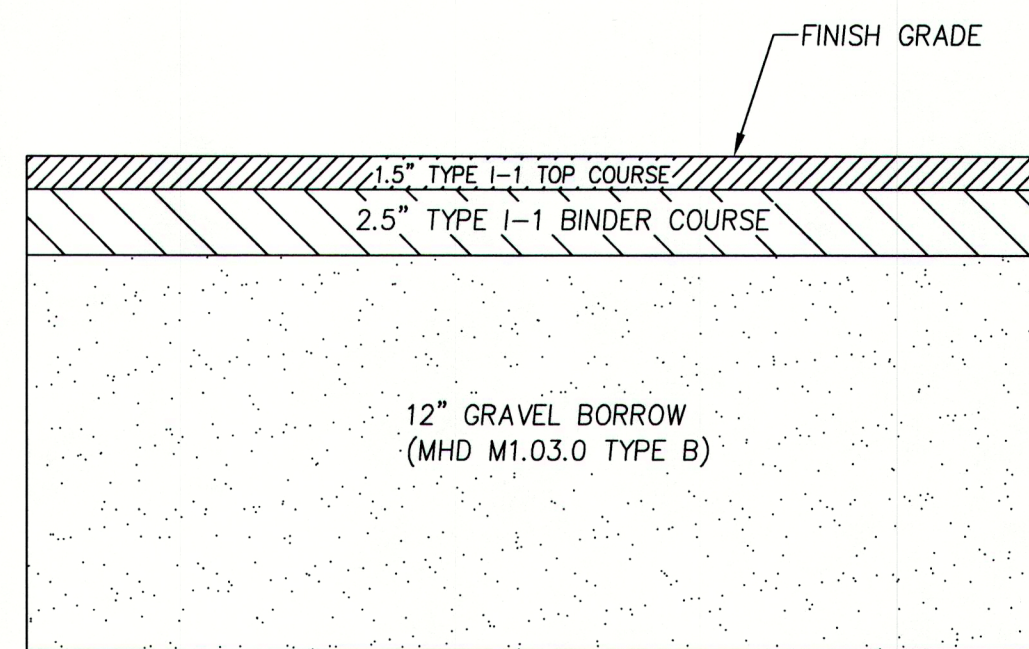 FINISH GRADE
1.5" TYPE I-1 TOP COURSE
2.5" TYPE I-1 BINDER COURSE
12" GRAVEL BORROW
(MHD M1.03.0 TYPE B)